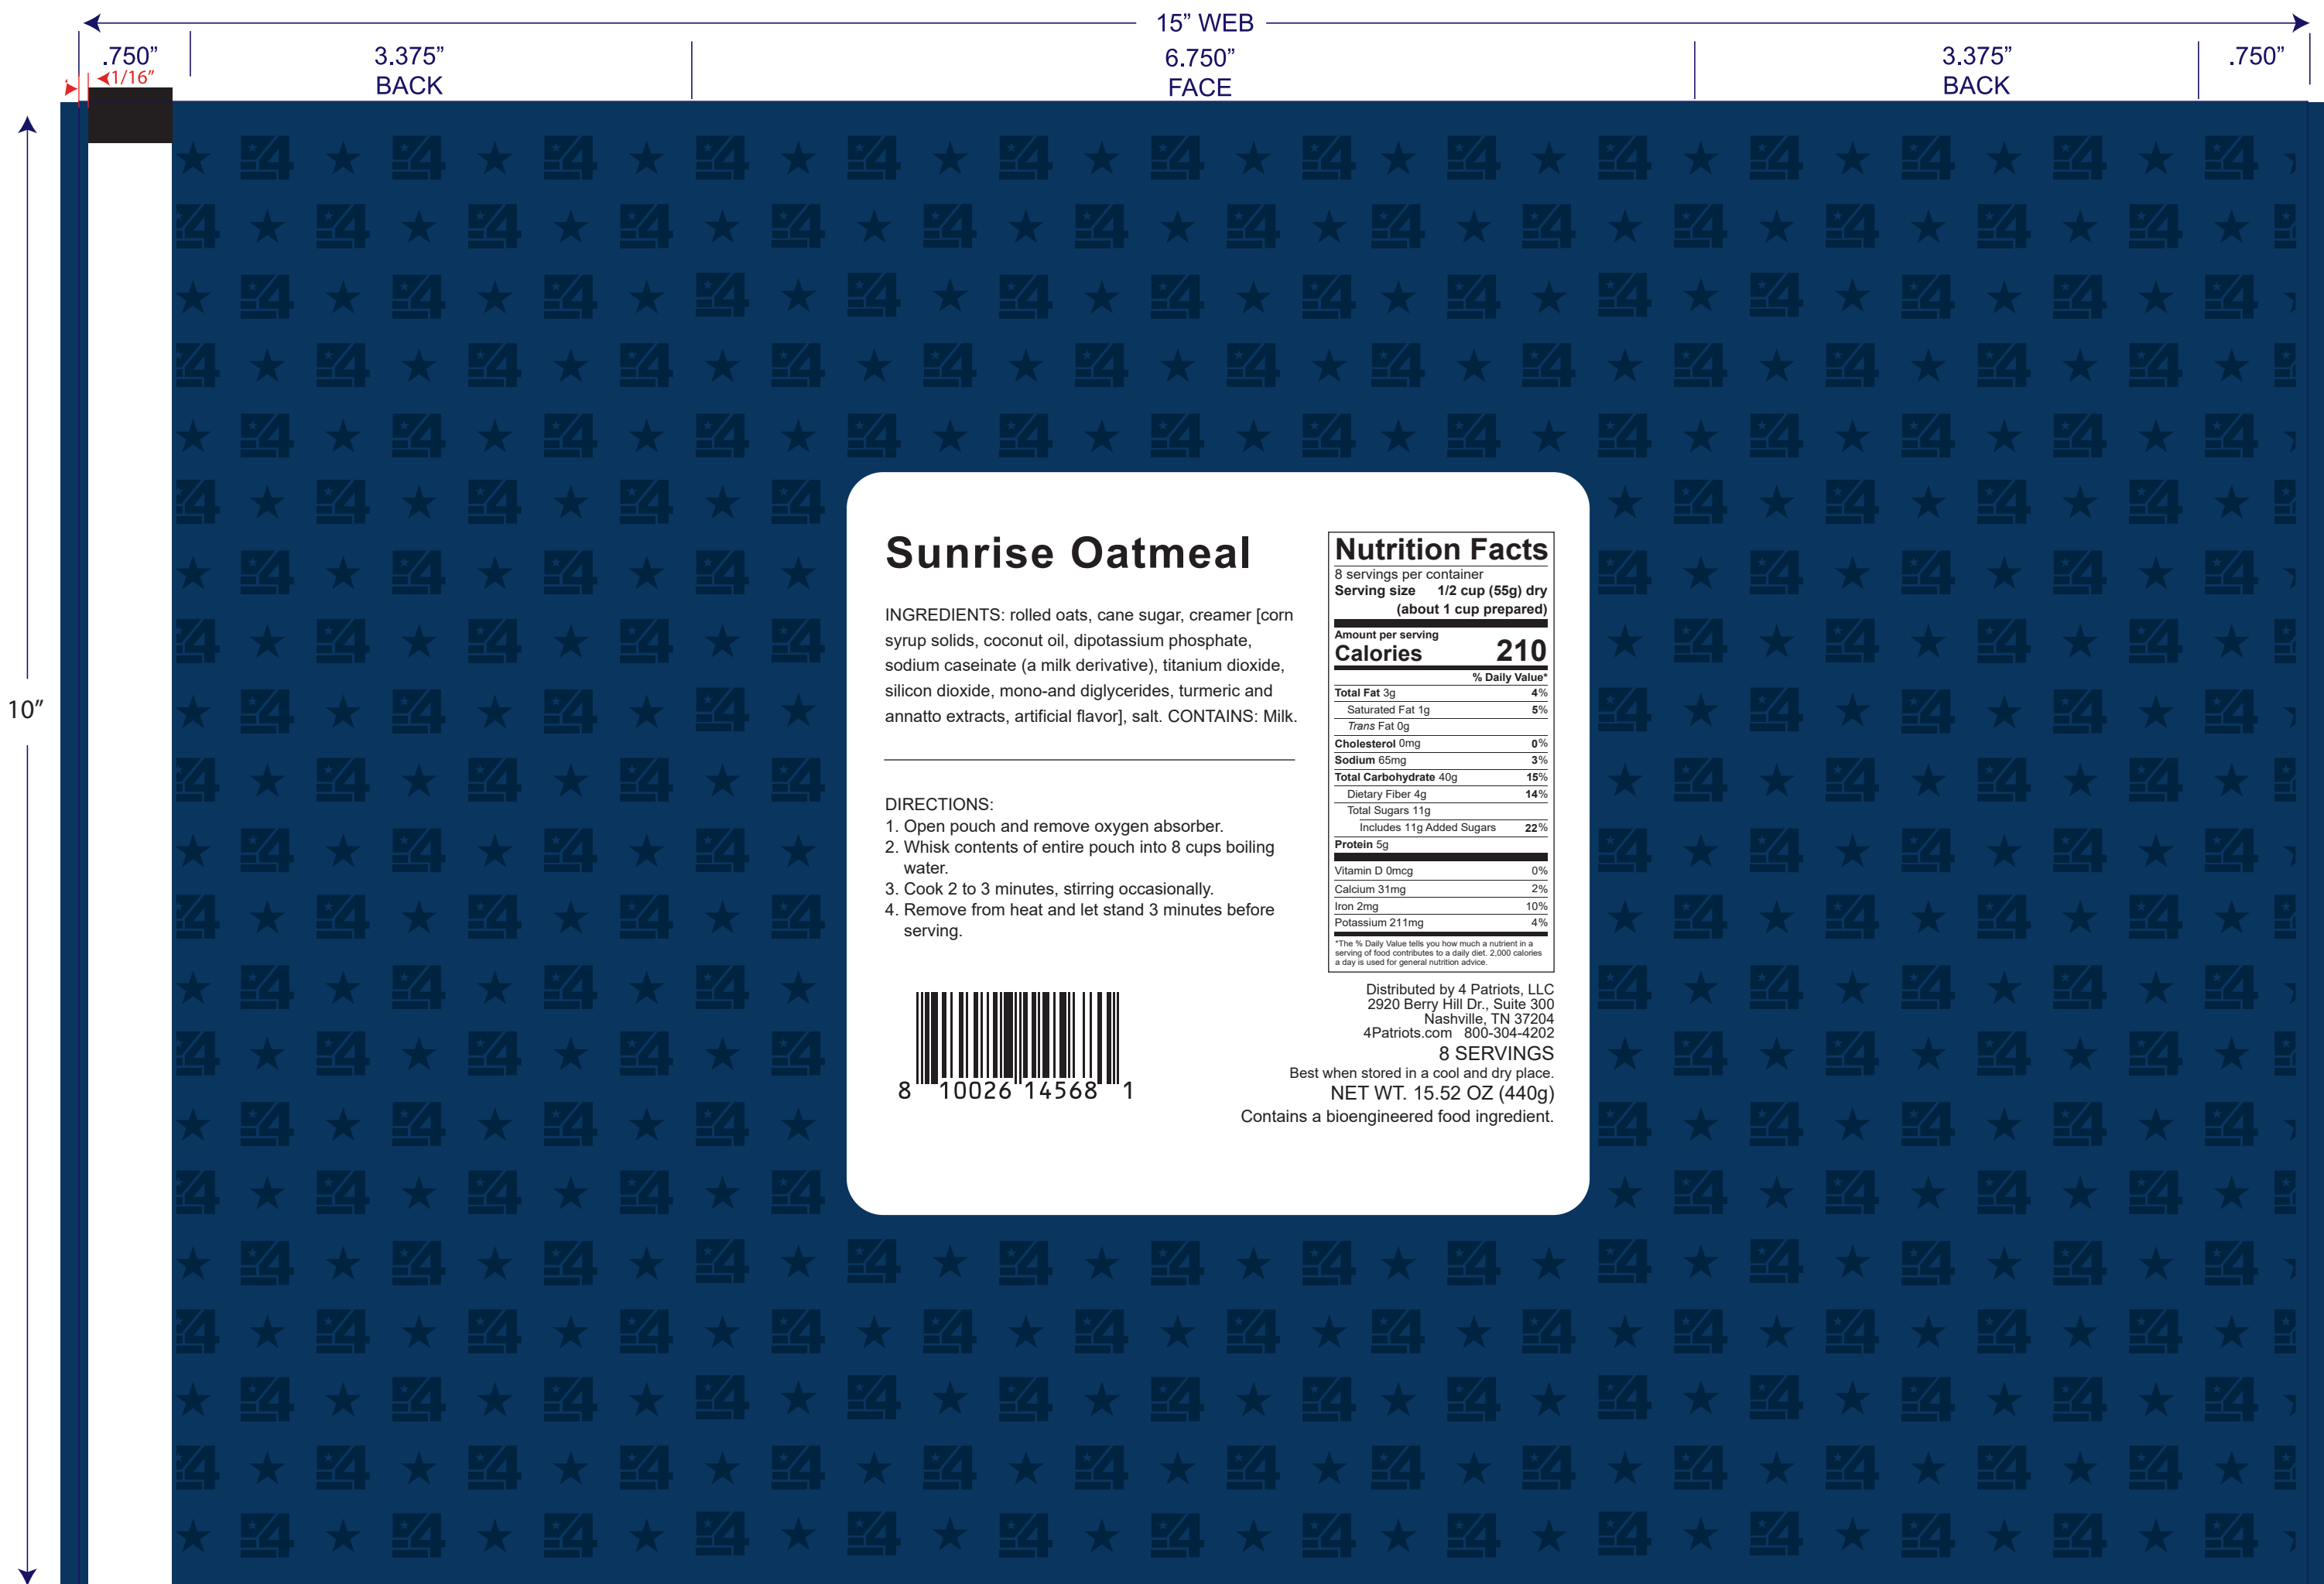 15” WEB
.750”
3.375”
6.750”
3.375”
.750”
1/16”
BACK
FACE
BACK
10”
Sunrise Oatmeal
INGREDIENTS: rolled oats, cane sugar, creamer [corn
syrup solids, coconut oil, dipotassium phosphate,
sodium caseinate (a milk derivative), titanium dioxide,
silicon dioxide, mono-and diglycerides, turmeric and
annatto extracts, artificial flavor], salt. CONTAINS: Milk.
DIRECTIONS:
1. Open pouch and remove oxygen absorber.
2. Whisk contents of entire pouch into 8 cups boiling
water.
3. Cook 2 to 3 minutes, stirring occasionally.
4. Remove from heat and let stand 3 minutes before
serving.
8 10026 14568 1
Nutrition Facts
8 servings per container
Serving size 1/2 cup (55g) dry
(about 1 cup prepared)
Amount per serving
Calories 210
% Daily Value*
Total Fat 3g 4%
Saturated Fat 1g 5%
Trans Fat 0g
Cholesterol 0mg 0%
Sodium 65mg 3%
Total Carbohydrate 40g 15%
Dietary Fiber 4g 14%
Total Sugars 11g
Includes 11g Added Sugars 22%
Protein 5g
Vitamin D 0mcg 0%
Calcium 31mg 2%
Iron 2mg 10%
Potassium 211mg 4%
*The % Daily Value tells you how much a nutrient in a
serving of food contributes to a daily diet. 2,000 calories
a day is used for general nutrition advice.
Distributed by 4 Patriots, LLC
2920 Berry Hill Dr., Suite 300
Nashville, TN 37204
4Patriots.com 800-304-4202
8 SERVINGS
Best when stored in a cool and dry place.
NET WT. 15.52 OZ (440g)
Contains a bioengineered food ingredient.